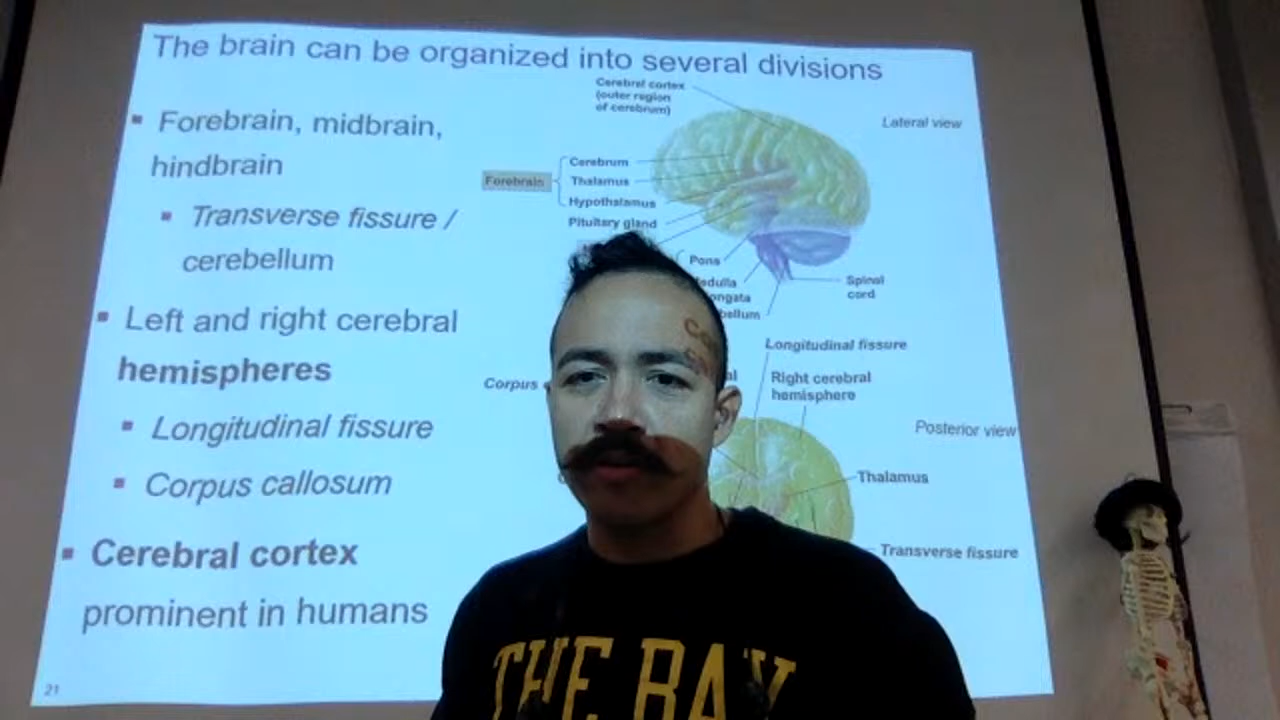 The brain can be organized into several divisions
Forebrain, midbrain,
hindbrain
Transverse fissure /
cerebellum
Left and right cerebral
hemispheres
Longitudinal fissure
Corpus callosum
Cerebral cortex
prominent in humans
21
Cerebral cortex
(outer region
of cerebrum)
Lateral view
Forebrain
Cerebrum
Thalamus
Hypothalamus
Pituitary gland
Pons
Spinal
cord
Longitudinal fissure
Corpus
Right cerebral
hemisphere
Posterior view
Thalamus
Transverse fissure
THE BAY